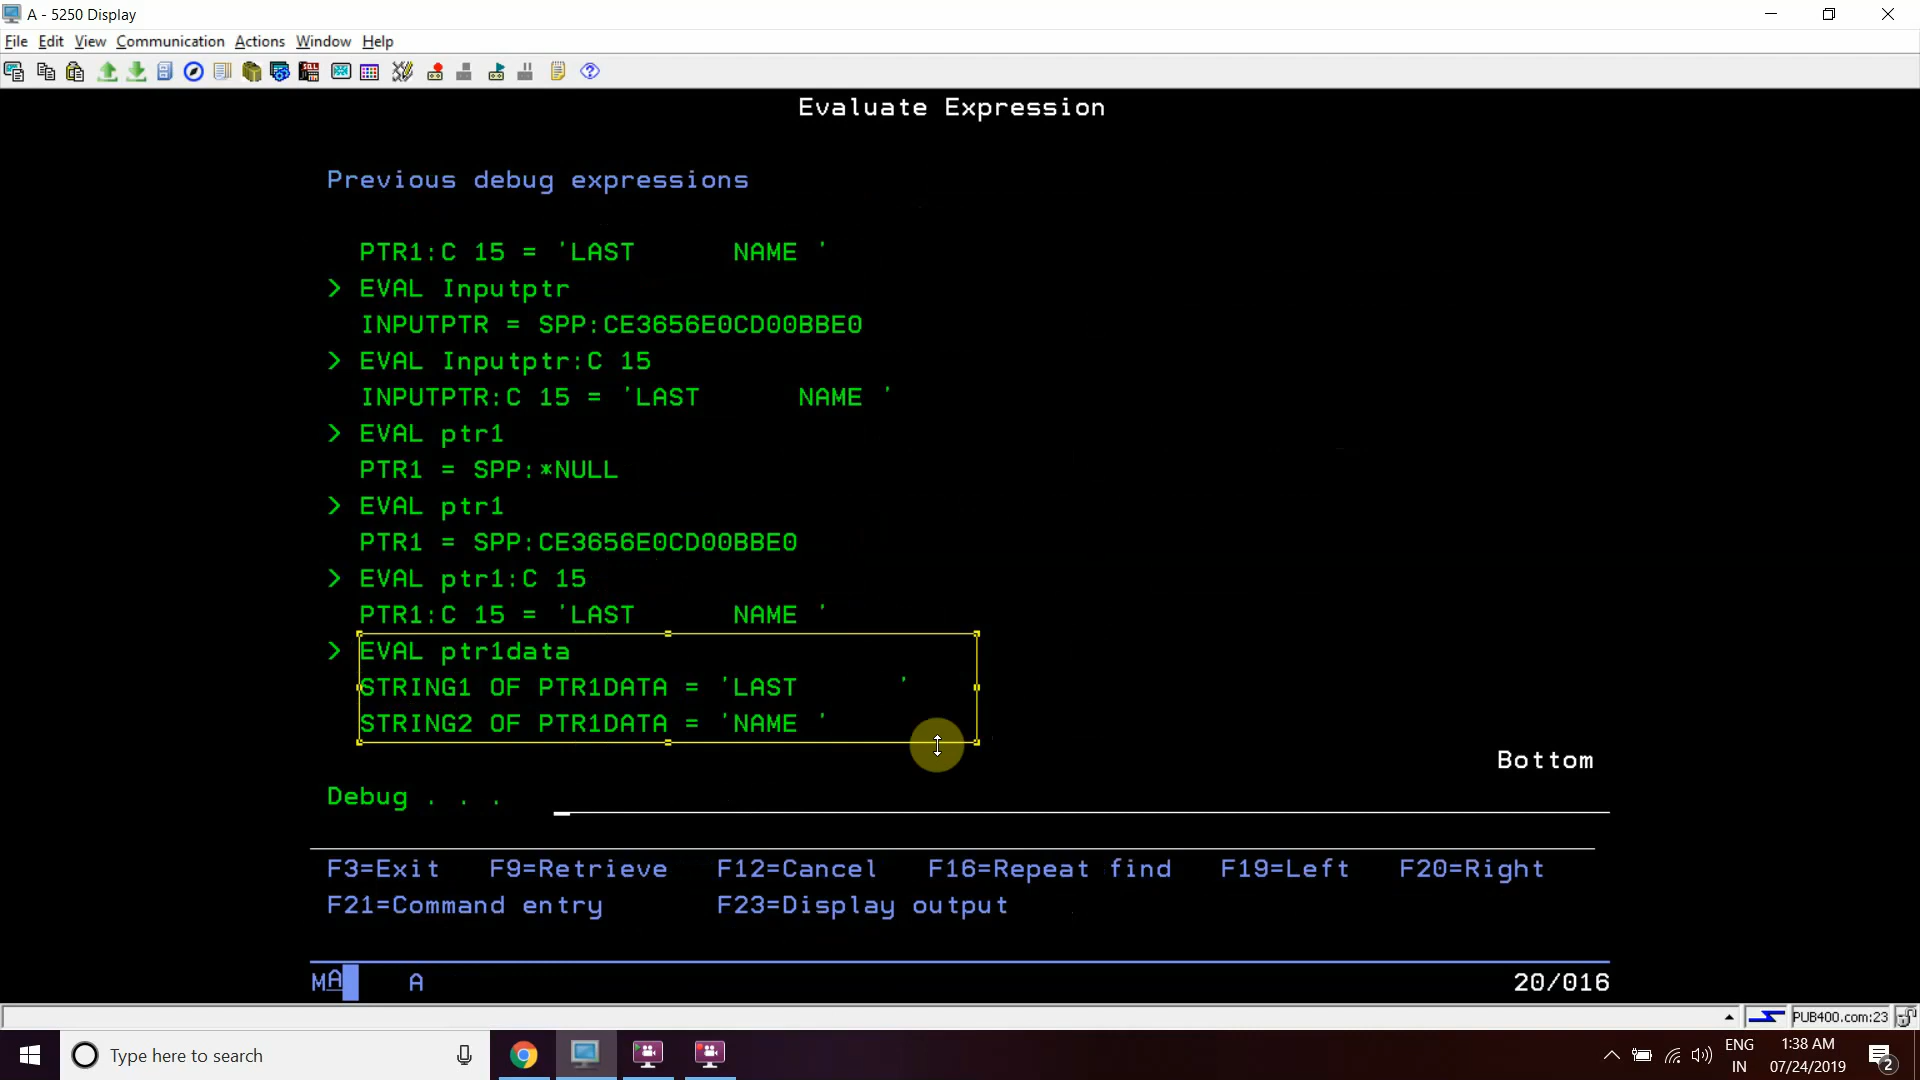 A - 5250 Display
File Edit View Communication Actions Window Help
Evaluate Expression
Previous debug expressions
PTR1:C 15 = 'LAST      NAME '
> EVAL Inputptr
INPUTPTR = SPP:CE3656E0CD00BBE0
> EVAL Inputptr:C 15
INPUTPTR:C 15 = 'LAST      NAME '
> EVAL ptr1
PTR1 = SPP:*NULL
> EVAL ptr1
PTR1 = SPP:CE3656E0CD00BBE0
> EVAL ptr1:C 15
PTR1:C 15 = 'LAST      NAME '
> EVAL ptr1data
STRING1 OF PTR1DATA = 'LAST      '
STRING2 OF PTR1DATA = 'NAME '
Bottom
Debug . . .
F3=Exit F9=Retrieve F12=Cancel F16=Repeat find F19=Left F20=Right
F21=Command entry F23=Display output
MA A 20/016
PUB400.com:23
Type here to search
ENG 1:38 AM
IN 07/24/2019 2